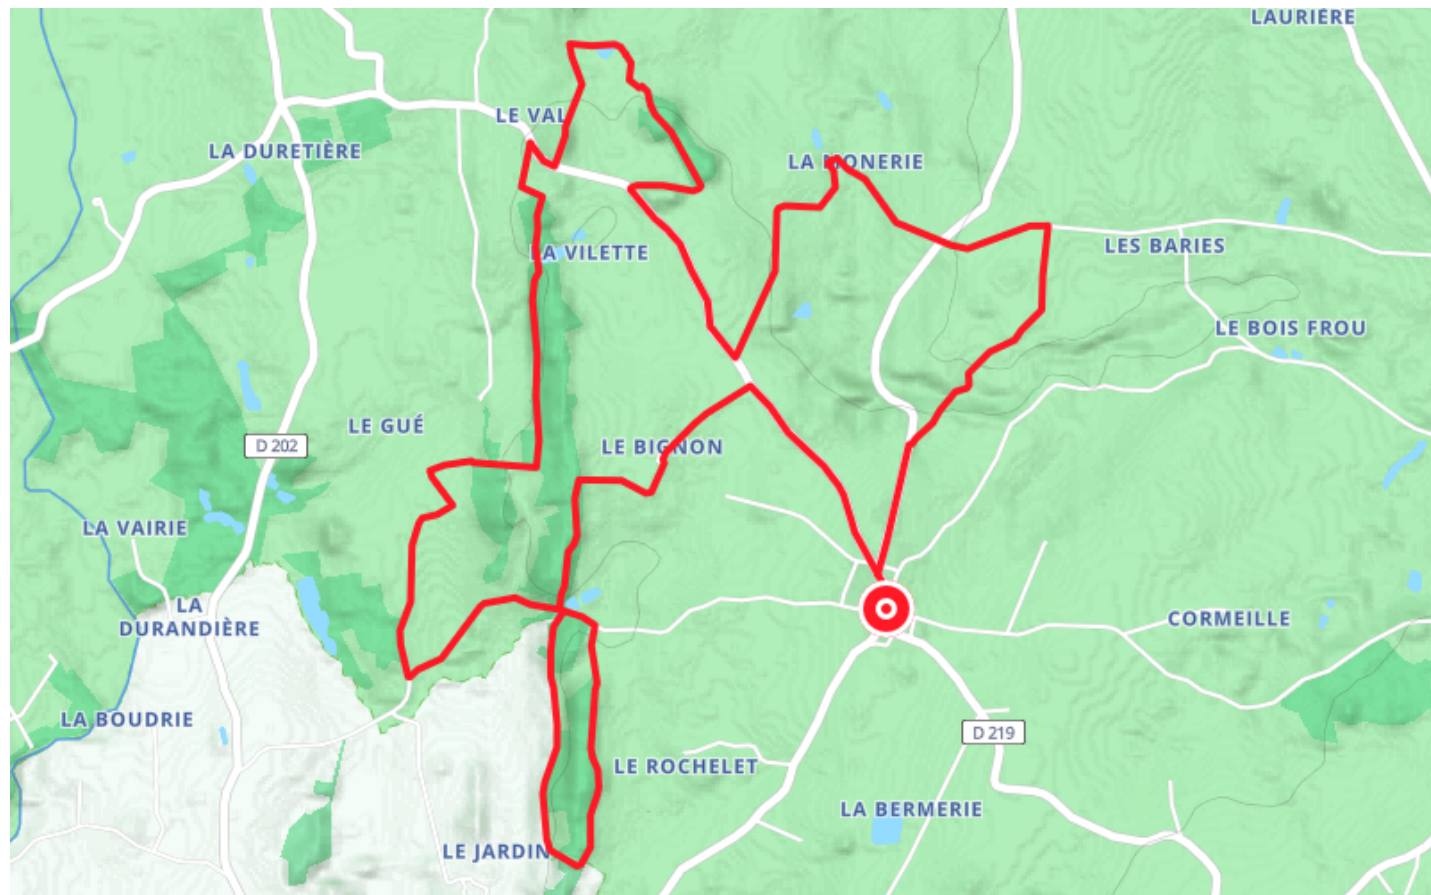 LAURIÈRE
LE VAL
LA DURETIÈRE
LA MONERIE
LES BARIES
LA VILETTE
LE BOIS FROU
LE GUÉ
D 202
LE BIGNON
LA VAIRIE
LA
DURANDIÈRE
CORMEILLE
LA BOUDRIE
D 219
LE ROCHELET
LA BERMERIE
LE JARDIN